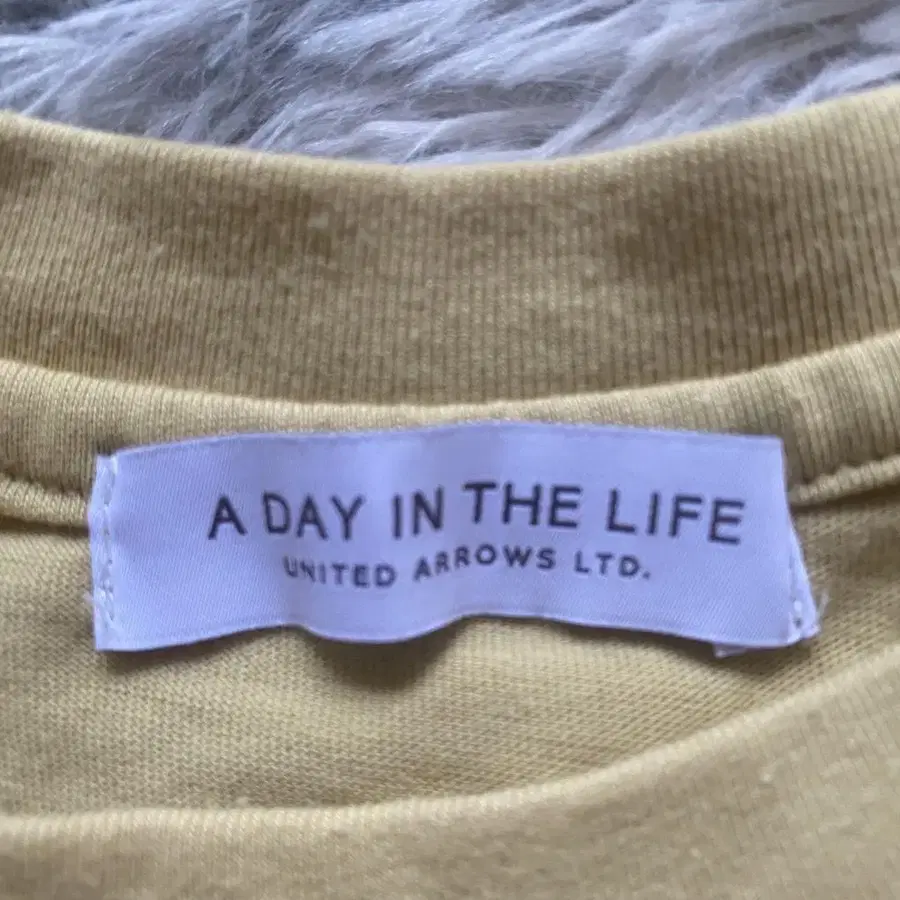 A DAY IN THE LIFE
UNITED ARROWS LTD.